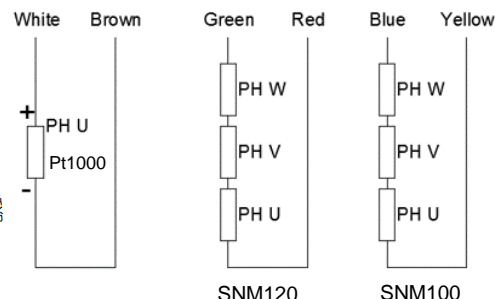 White Brown Green Red Blue Yellow
+ PH W PH W
PH U
Pt1000 PH V PH V
-
PH U PH U
SNM120 SNM100